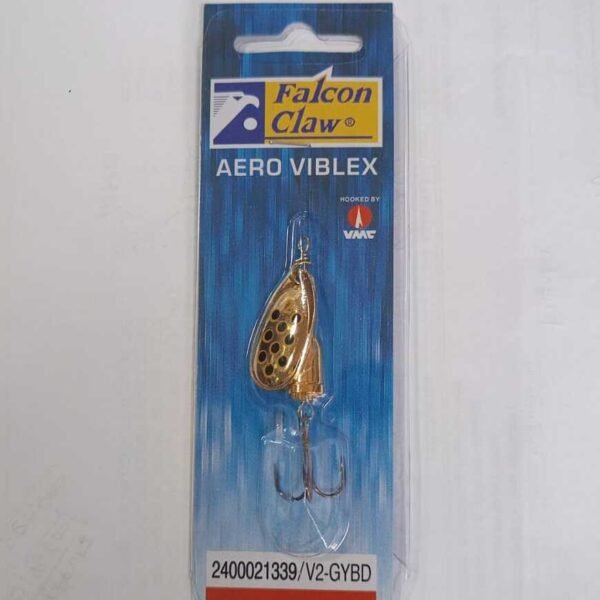 Falcon
Claw®
AERO VIBLEX
HOOKED BY
VMC
2400021339/V2-GYBD